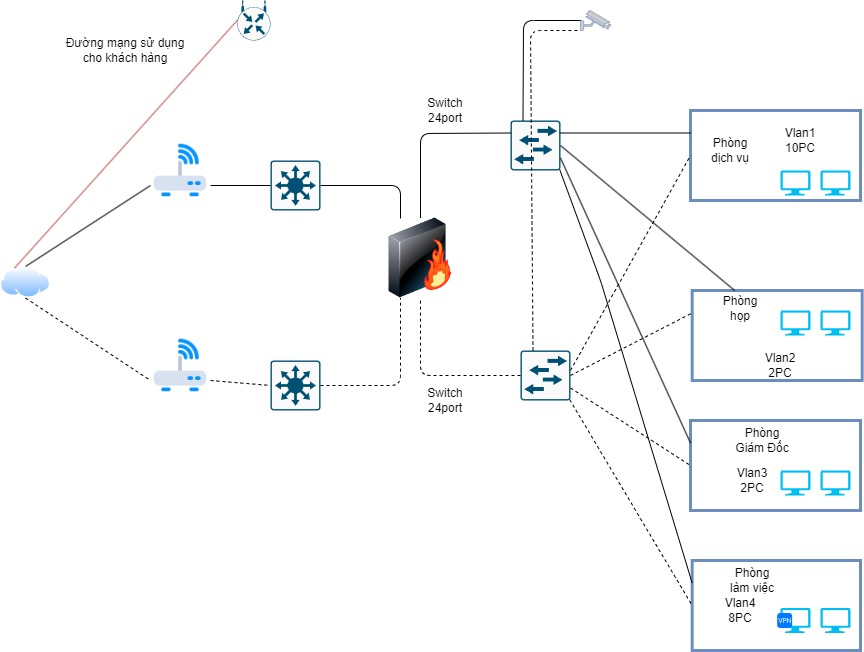 Đường mạng sử dụng
cho khách hàng
Switch
24port
Phòng
dịch vụ
Vlan1
10PC
Phòng
họp
Vlan2
2PC
Switch
24port
Phòng
Giám Đốc
Vlan3
2PC
Phòng
làm việc
Vlan4
8PC
VPN